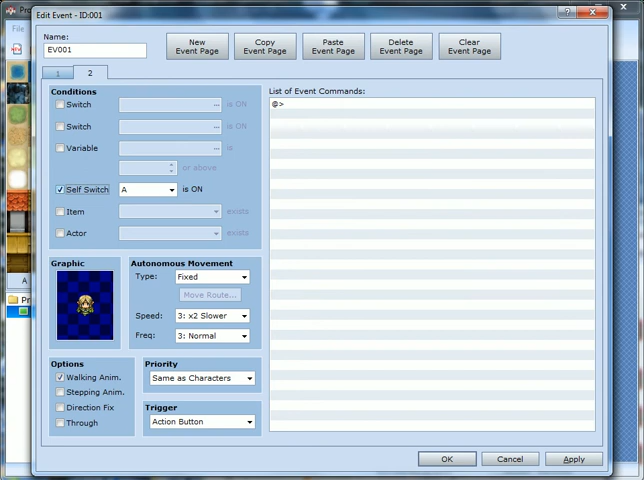 Edit Event - ID:001
File
Name:
EV001
New
Event Page
Copy
Event Page
Paste
Event Page
Delete
Event Page
Clear
Event Page
1
2
Conditions
Switch
... is ON
Switch
... is ON
Variable
... is
or above
Self Switch
A
is ON
Item
exists
Actor
exists
Graphic
Autonomous Movement
Type:
Fixed
Move Route...
Speed:
3: x2 Slower
Freq:
3: Normal
Options
Walking Anim.
Stepping Anim.
Direction Fix
Through
Priority
Same as Characters
Trigger
Action Button
List of Event Commands:
@>
OK
Cancel
Apply